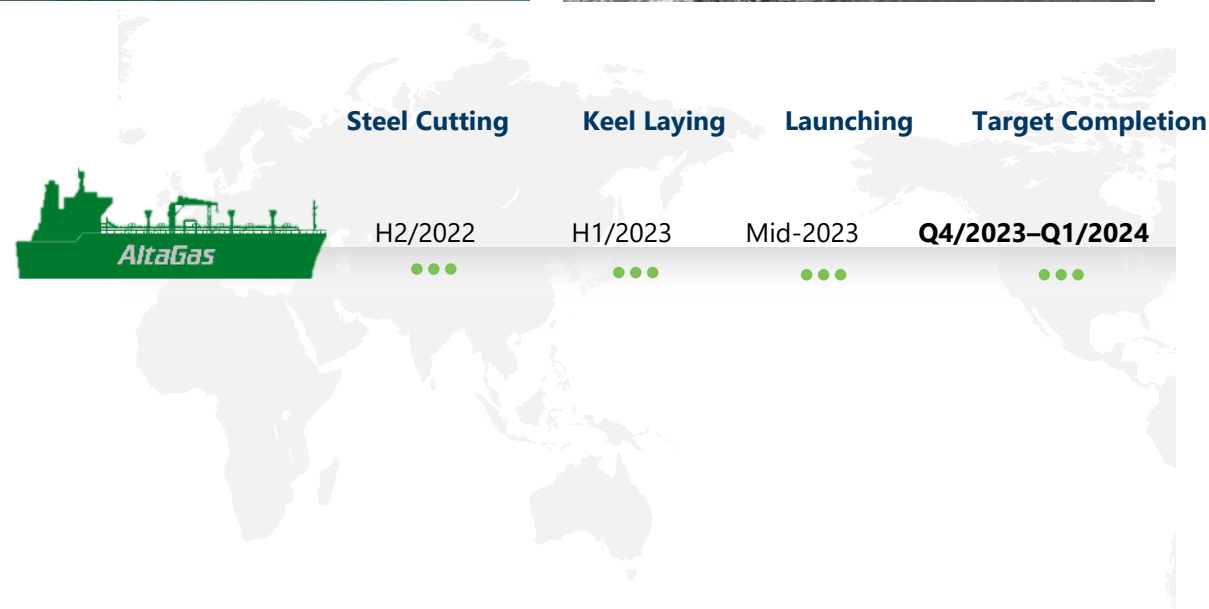 Steel Cutting Keel Laying Launching Target Completion
H2/2022 H1/2023 Mid-2023 Q4/2023–Q1/2024
AltaGas